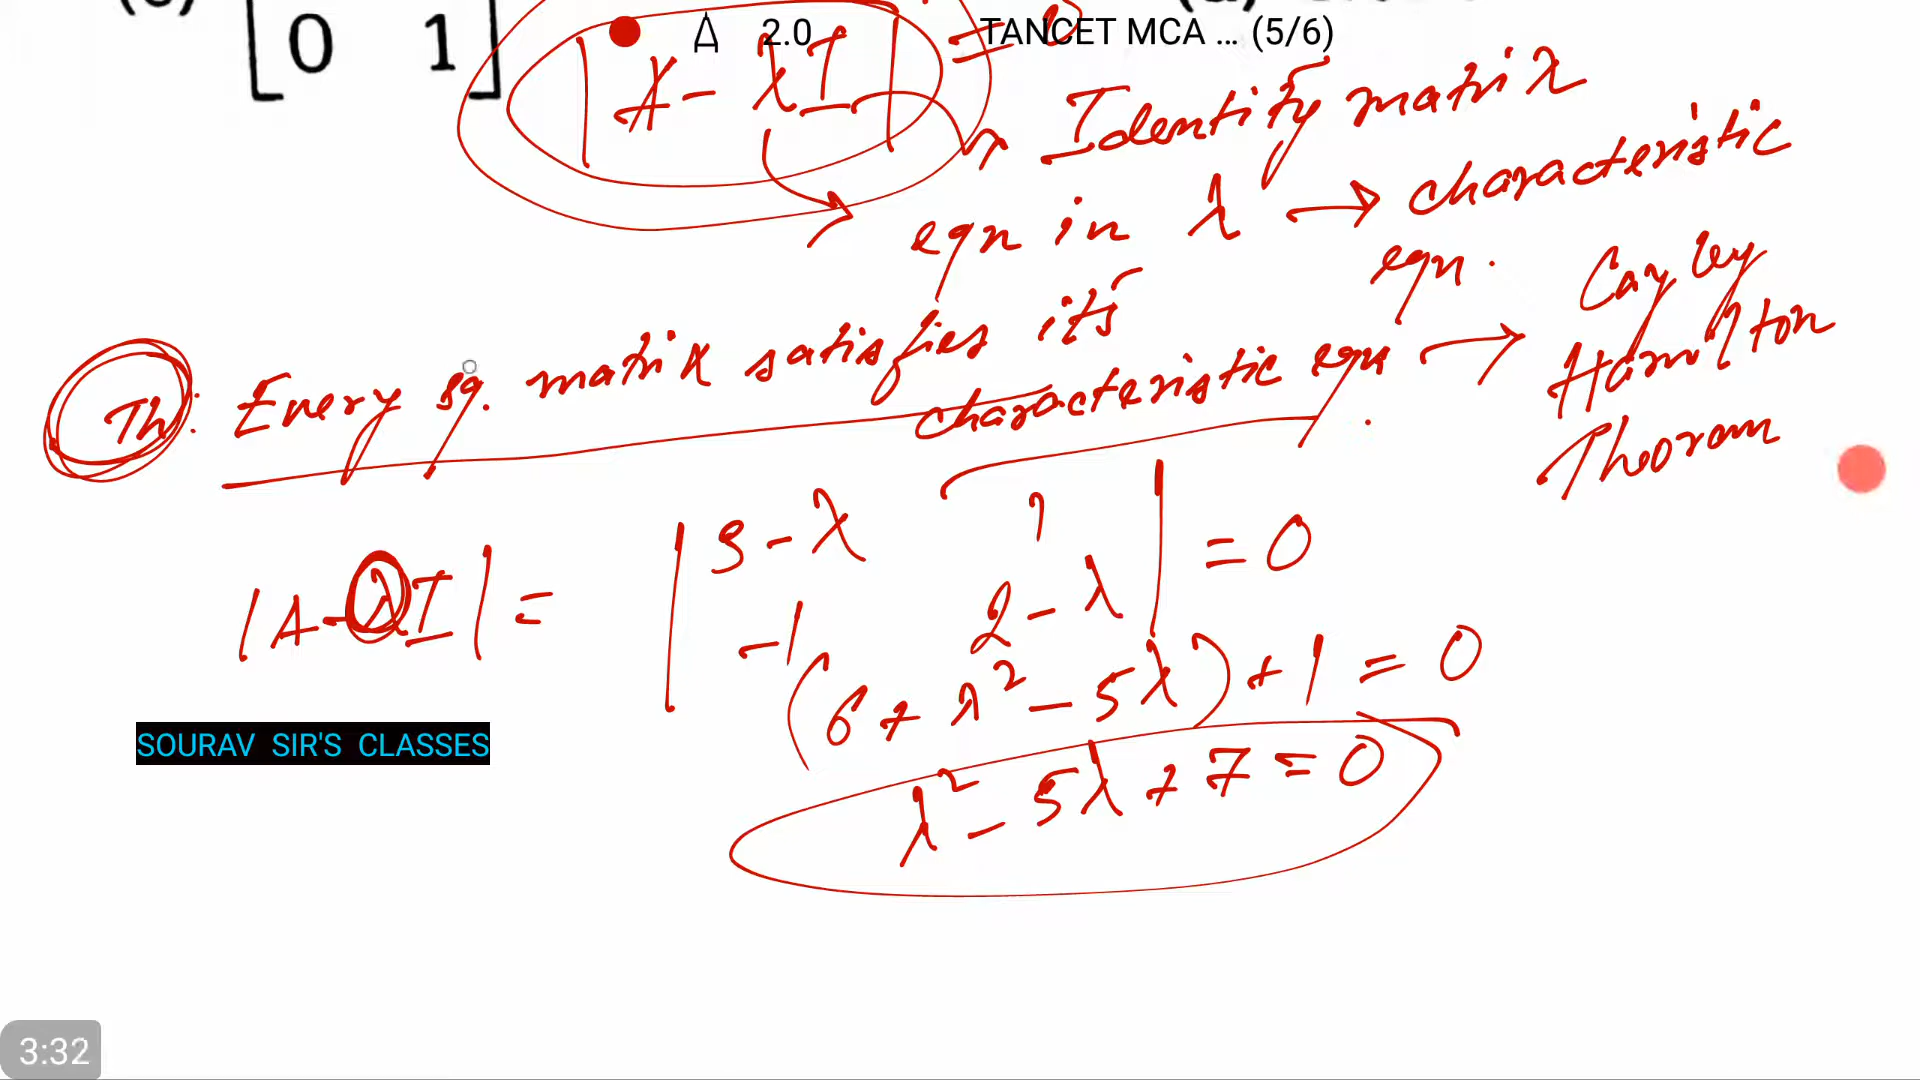 0 1
2.0 TANCET MCA ... (5/6)
|A - λI| = 0
Identity matrix
eqn in λ → characteristic
eqn.
Th: Every sq. matrix satisfies its
characteristic eqn → Cayley
Hamilton
Theoram
|A-λI| = | 3-λ 1 | = 0
-1 2-λ
(6 + λ² - 5λ) + 1 = 0
λ² - 5λ + 7 = 0
SOURAV SIR'S CLASSES
3:32